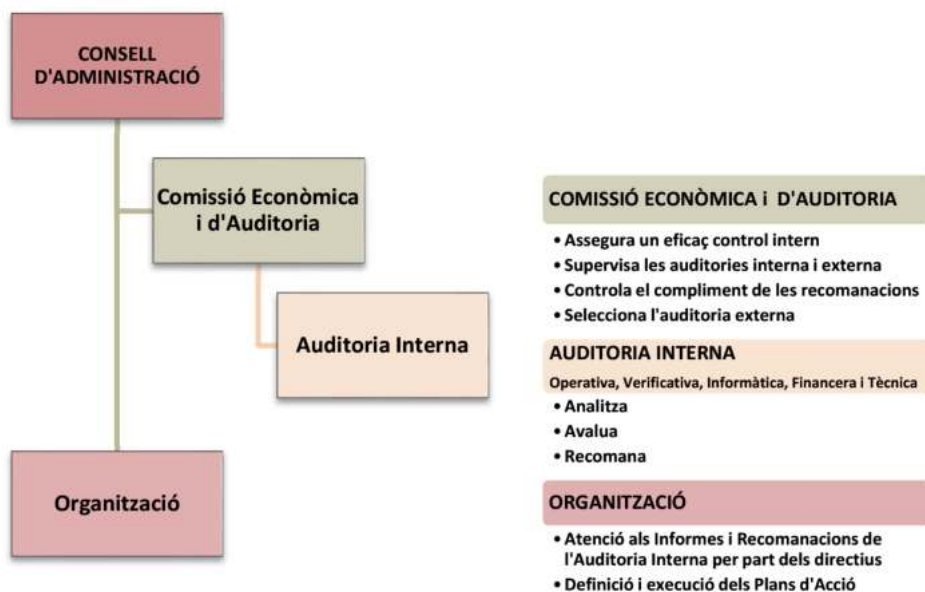 CONSELL
D'ADMINISTRACIÓ
Comissió Econòmica
i d'Auditoria
Auditoria Interna
Organització
COMISSIÓ ECONÒMICA i D'AUDITORIA
• Assegura un eficaç control intern
• Supervisa les auditories interna i externa
• Controla el compliment de les recomanacions
• Selecciona l'auditoria externa
AUDITORIA INTERNA
Operativa, Verificativa, Informàtica, Financera i Tècnica
• Analitza
• Avalua
• Recomana
ORGANITZACIÓ
• Atenció als Informes i Recomanacions de
l'Auditoria Interna per part dels directius
• Definició i execució dels Plans d'Acció